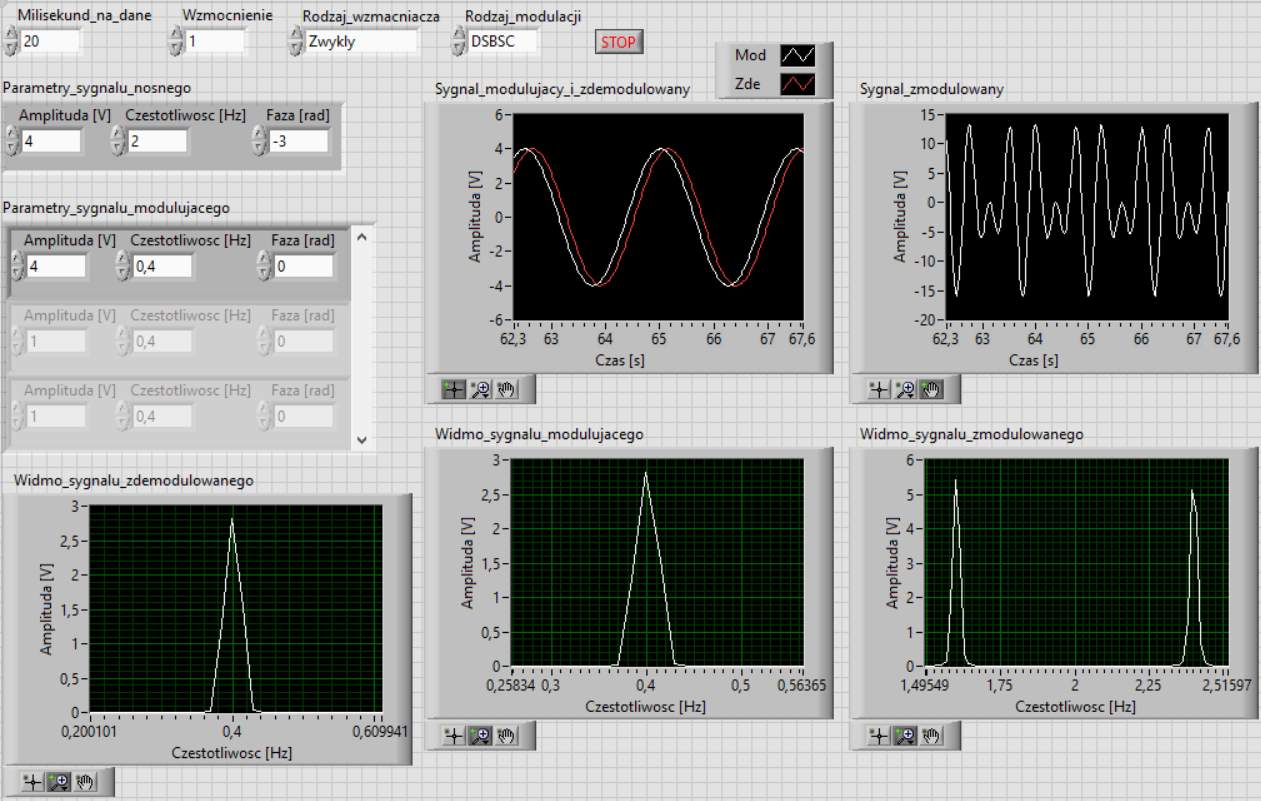 Milisekund_na_dane Wzmocnienie Rodzaj_wzmacniacza Rodzaj_modulacji
20 1 Zwykly DSBSC STOP
Parametry_sygnalu_nosnego
Amplituda [V] Czestotliwosc [Hz] Faza [rad]
4 2 -3
Parametry_sygnalu_modulujacego
Amplituda [V] Czestotliwosc [Hz] Faza [rad]
4 0,4 0
Amplituda [V] Czestotliwosc [Hz] Faza [rad]
1 0,4 0
Amplituda [V] Czestotliwosc [Hz] Faza [rad]
1 0,4 0
Mod
Zde
Sygnal_modulujacy_i_zdemodulowany
Amplituda [V]
6
4
2
0
-2
-4
-6
62,3 63 64 65 66 67 67,6
Czas [s]
Sygnal_zmodulowany
Amplituda [V]
15
10
5
0
-5
-10
-15
-20
62,3 63 64 65 66 67 67,6
Czas [s]
Widmo_sygnalu_zdemodulowanego
Amplituda [V]
3
2,5
2
1,5
1
0,5
0
0,200101 0,4 0,609941
Czestotliwosc [Hz]
Widmo_sygnalu_modulujacego
Amplituda [V]
3
2,5
2
1,5
1
0,5
0
0,25834 0,3 0,4 0,5 0,56365
Czestotliwosc [Hz]
Widmo_sygnalu_zmodulowanego
Amplituda [V]
6
5
4
3
2
1
0
1,49549 1,75 2 2,25 2,51597
Czestotliwosc [Hz]